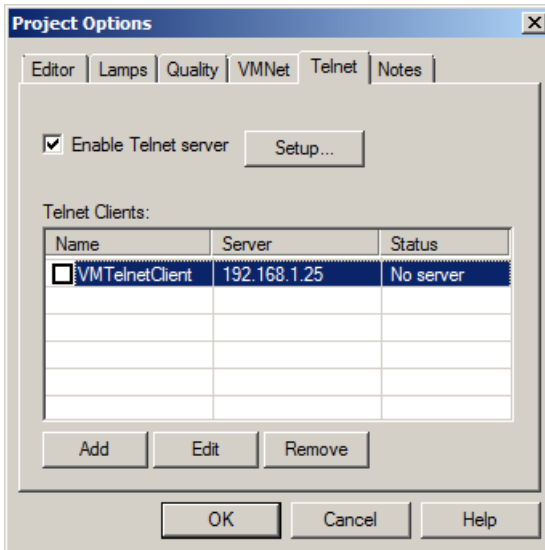 Project Options
Editor Lamps Quality VMNet Telnet Notes
Enable Telnet server Setup...
Telnet Clients:
Name Server Status
VMTelnetClient 192.168.1.25 No server
Add Edit Remove
OK Cancel Help